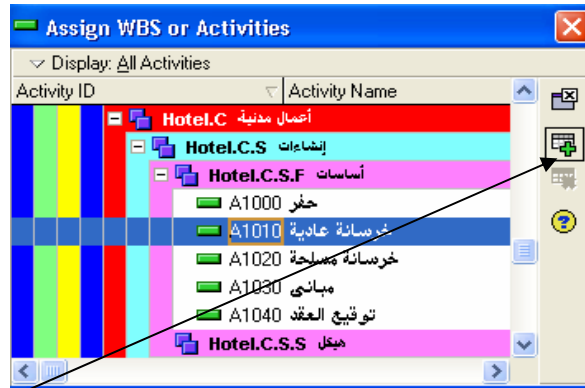 Assign WBS or Activities
Display: All Activities
Activity ID Activity Name
Hotel.C أعمال مدنية
Hotel.C.S إنشاءات
Hotel.C.S.F أساسات
A1000 حفر
A1010 خرسانة عادية
A1020 خرسانة مسلحة
A1030 مبانى
A1040 توقيع العقد
Hotel.C.S.S هيكل